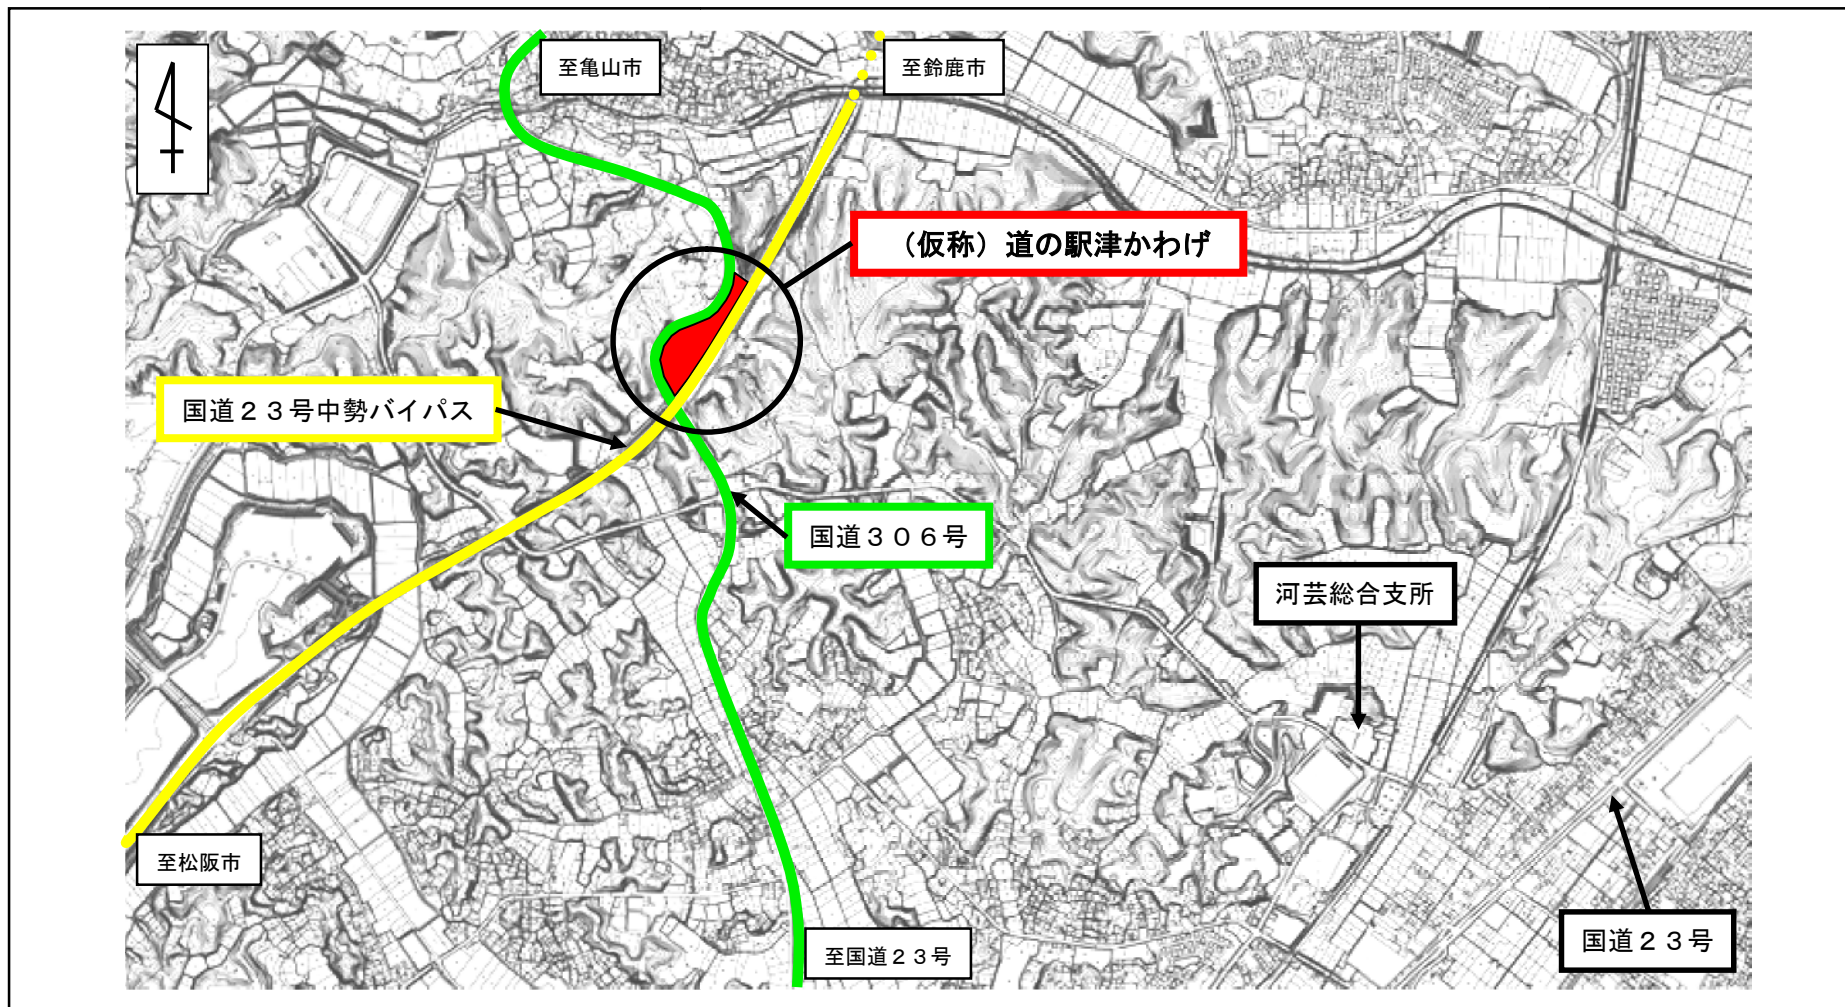 至亀山市
至鈴鹿市
（仮称）道の駅津かわげ
国道２３号中勢バイパス
国道３０６号
河芸総合支所
至松阪市
国道２３号
至国道２３号